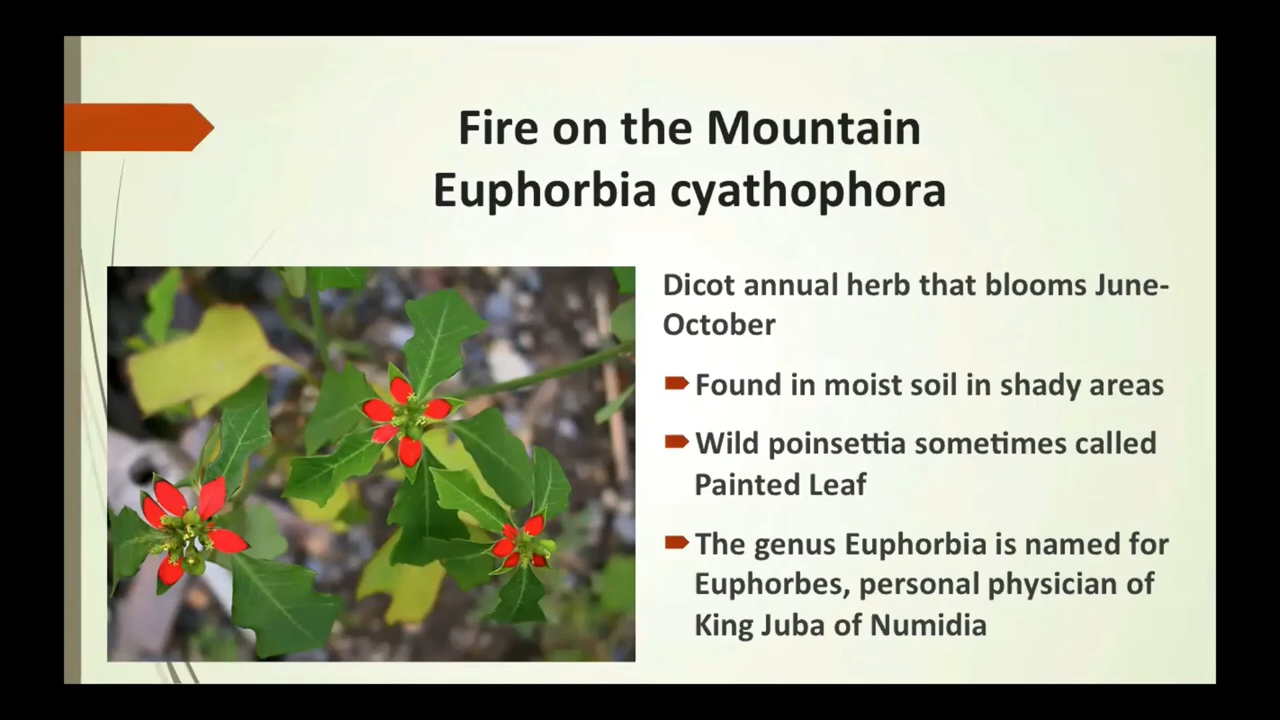 Fire on the Mountain
Euphorbia cyathophora
Dicot annual herb that blooms June-
October
Found in moist soil in shady areas
Wild poinsettia sometimes called
Painted Leaf
The genus Euphorbia is named for
Euphorbes, personal physician of
King Juba of Numidia